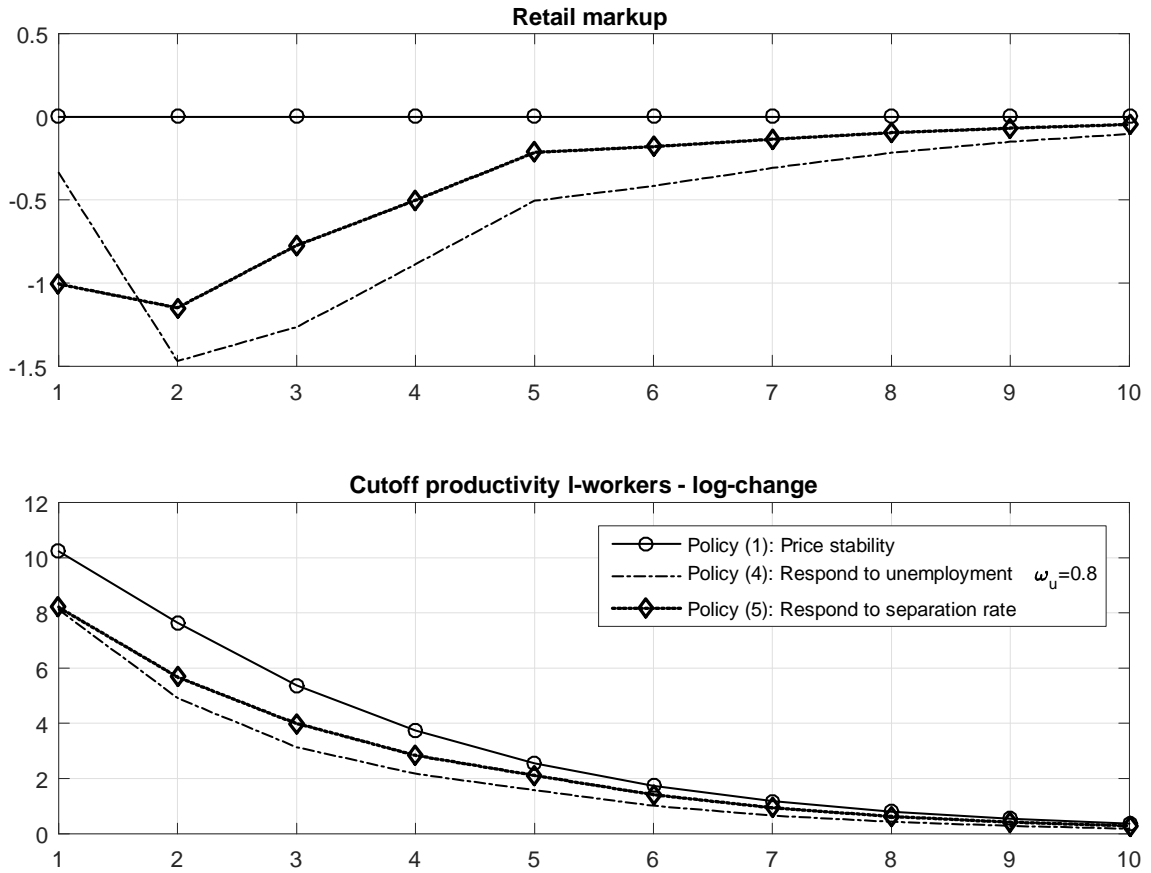 Retail markup
0.5
0
-0.5
-1
-1.5
1 2 3 4 5 6 7 8 9 10
Cutoff productivity l-workers - log-change
12
10
8
6
4
2
0
Policy (1): Price stability
Policy (4): Respond to unemployment ω_u=0.8
Policy (5): Respond to separation rate
1 2 3 4 5 6 7 8 9 10